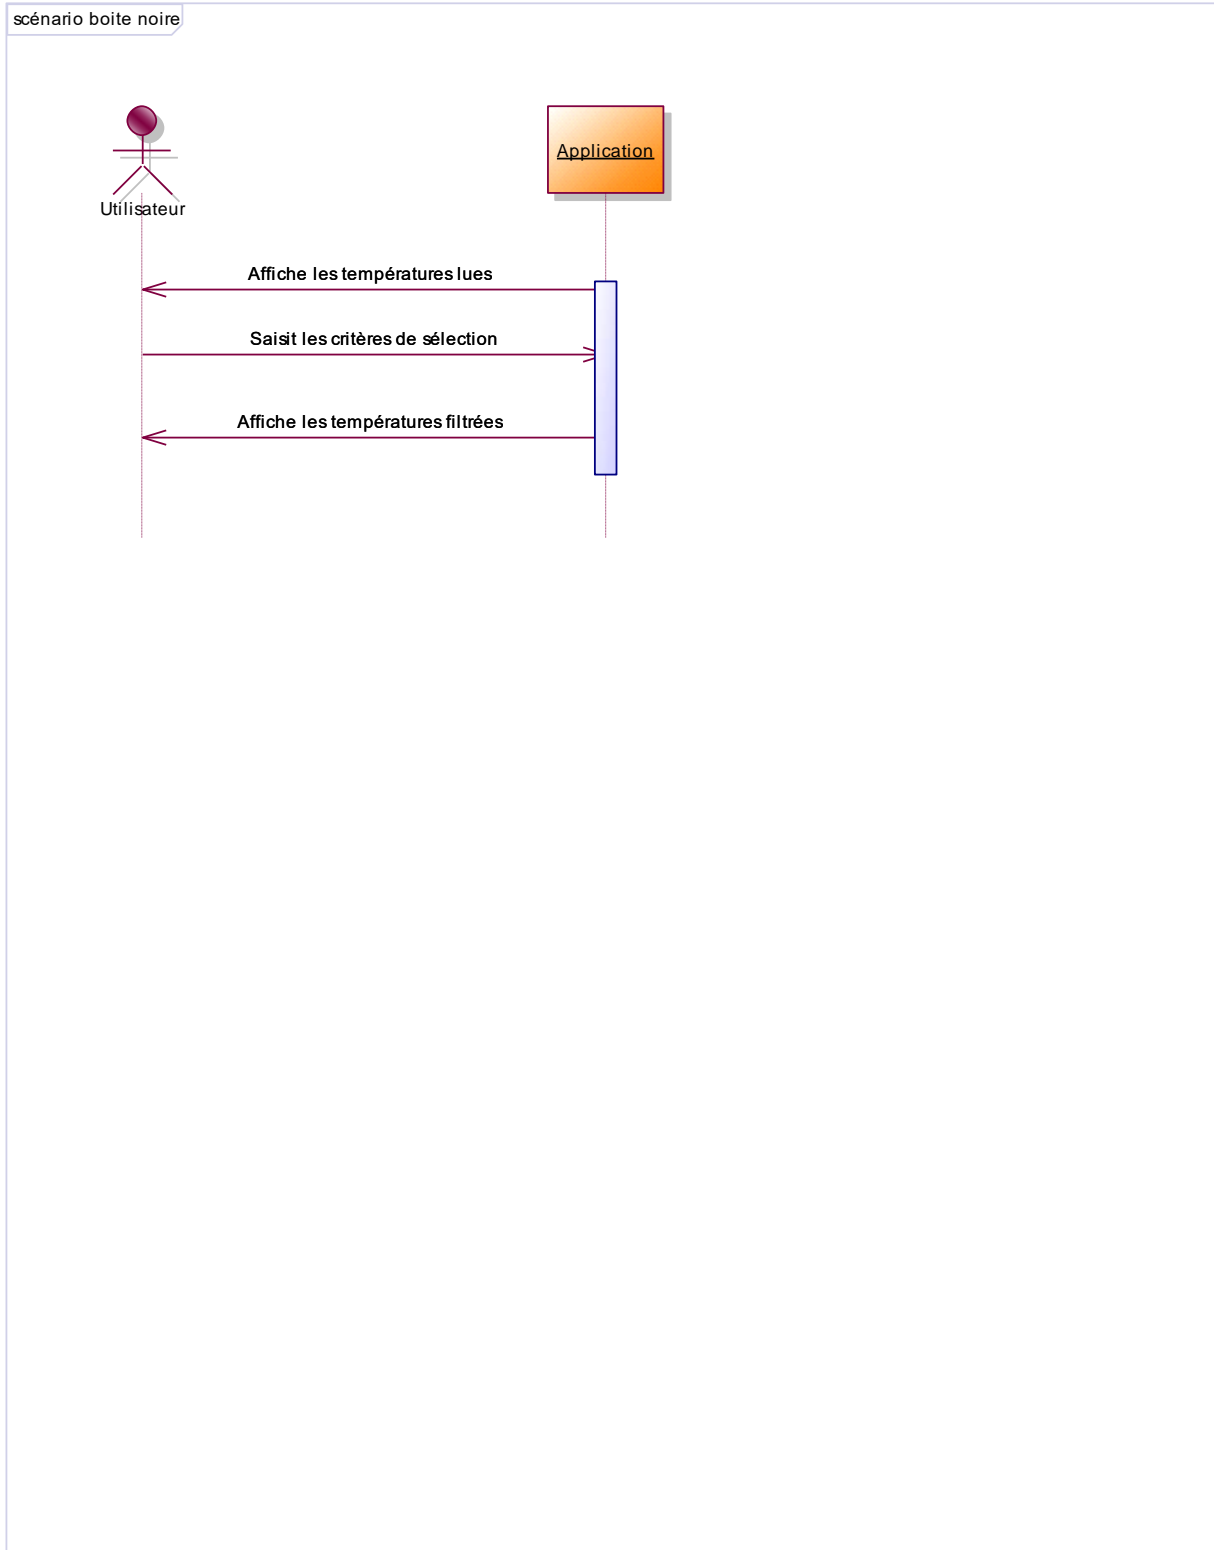 scénario boite noire
Application
Utilisateur
Affiche les températures lues
Saisit les critères de sélection
Affiche les températures filtrées